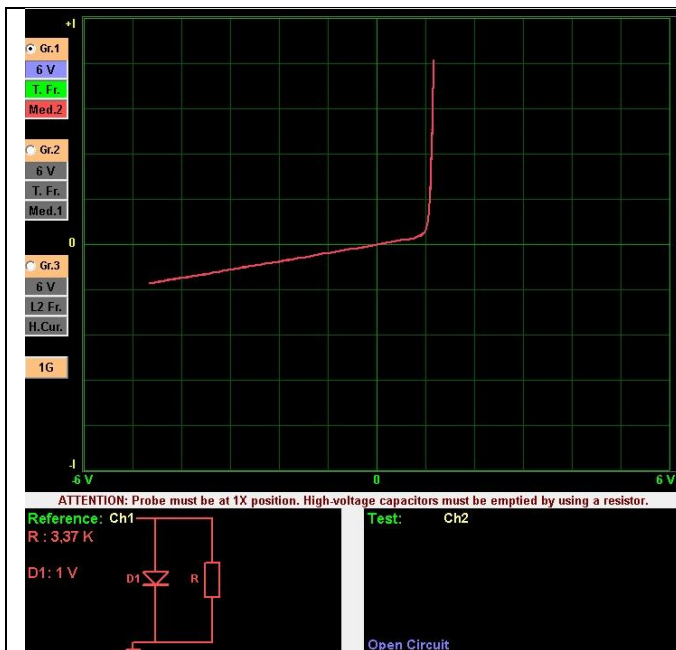 +I
Gr.1
6 V
T. Fr.
Med.2
Gr.2
6 V
T. Fr.
Med.1
0
Gr.3
6 V
L2 Fr.
H.Cur.
1G
-I
-6 V 0 6 V
ATTENTION: Probe must be at 1X position. High-voltage capacitors must be emptied by using a resistor.
Reference: Ch1
R : 3,37 K
D1: 1 V
D1 R
Test: Ch2
Open Circuit